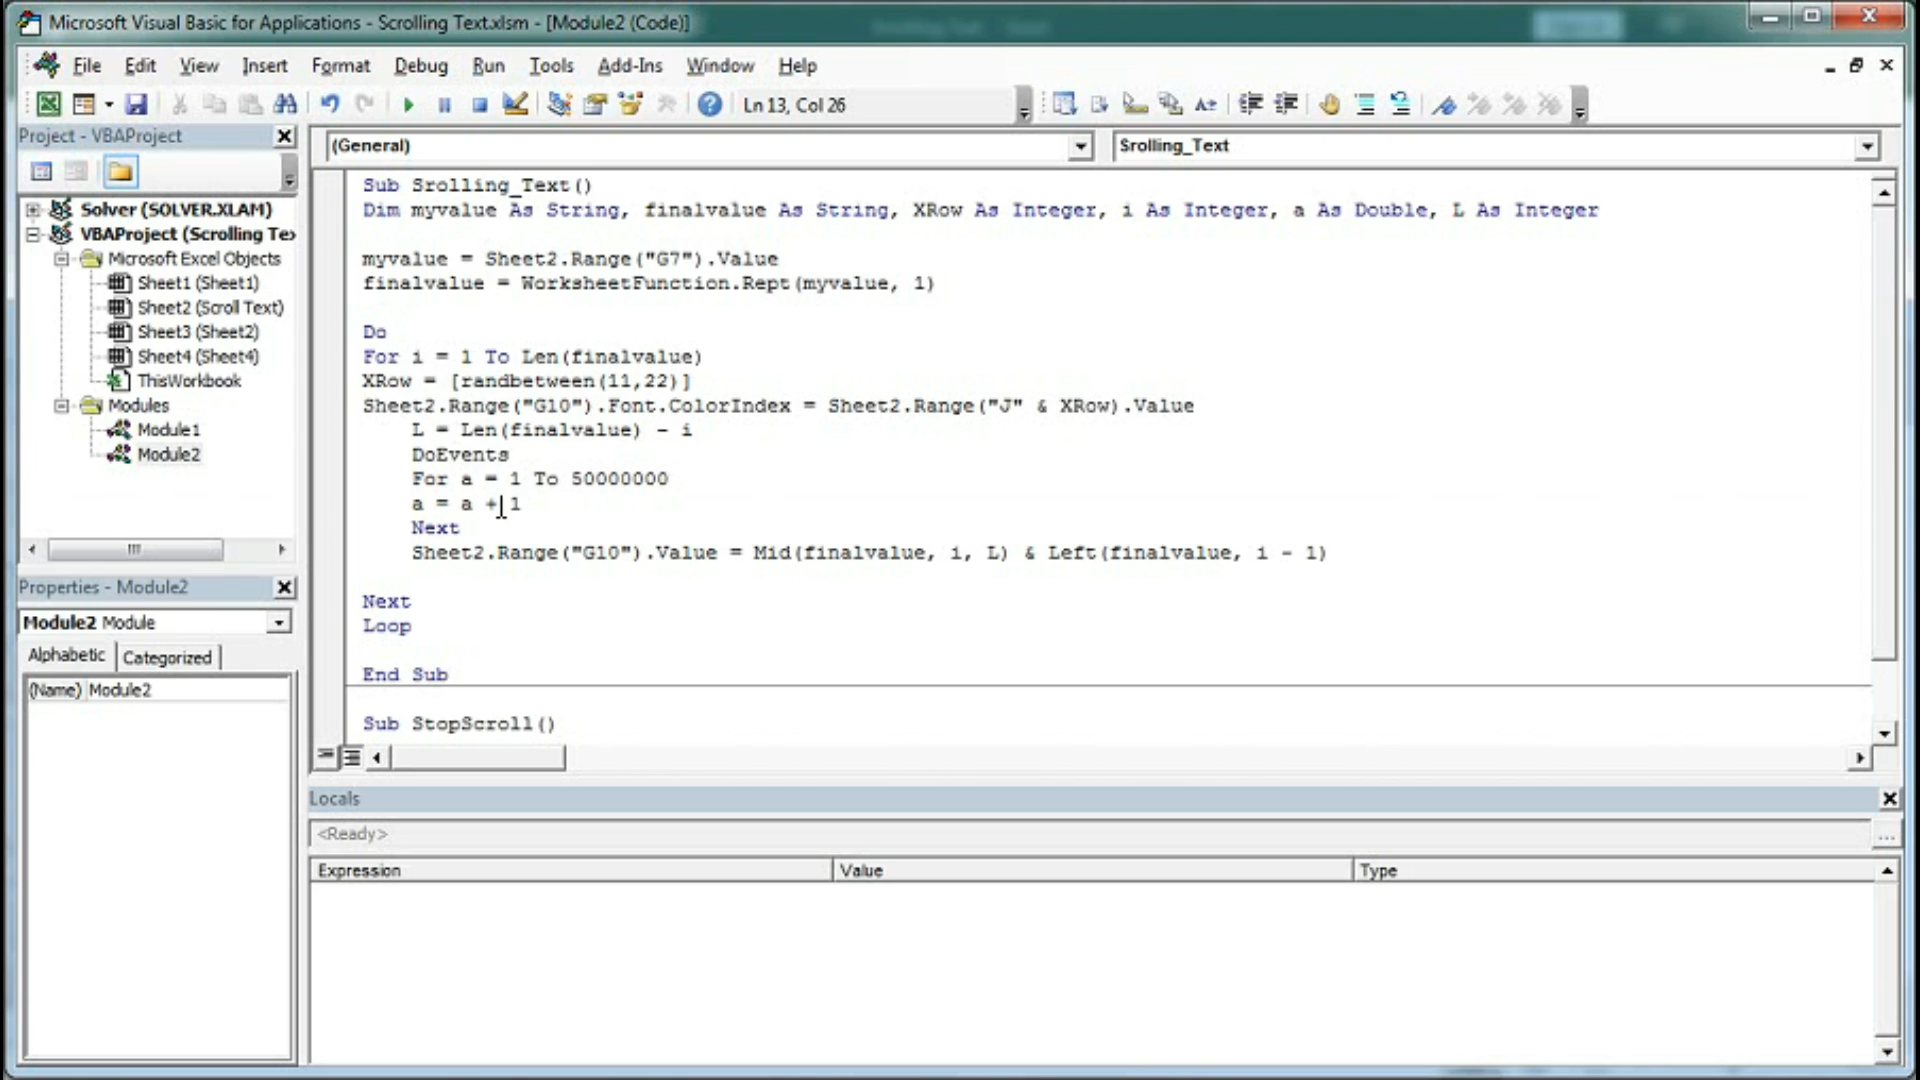 Microsoft Visual Basic for Applications - Scrolling Text.xlsm - [Module2 (Code)]
File Edit View Insert Format Debug Run Tools Add-Ins Window Help
Ln 13, Col 26
Project - VBAProject
(General)
Srolling_Text
Solver (SOLVER.XLAM)
VBAProject (Scrolling Te
Microsoft Excel Objects
Sheet1 (Sheet1)
Sheet2 (Scroll Text)
Sheet3 (Sheet2)
Sheet4 (Sheet4)
ThisWorkbook
Modules
Module1
Module2
Properties - Module2
Module2 Module
Alphabetic Categorized
(Name) Module2
Sub Srolling_Text()
Dim myvalue As String, finalvalue As String, XRow As Integer, i As Integer, a As Double, L As Integer
myvalue = Sheet2.Range("G7").Value
finalvalue = WorksheetFunction.Rept(myvalue, 1)
Do
For i = 1 To Len(finalvalue)
XRow = [randbetween(11,22)]
Sheet2.Range("G10").Font.ColorIndex = Sheet2.Range("J" & XRow).Value
L = Len(finalvalue) - i
DoEvents
For a = 1 To 50000000
a = a + 1
Next
Sheet2.Range("G10").Value = Mid(finalvalue, i, L) & Left(finalvalue, i - 1)
Next
Loop
End Sub
Sub StopScroll()
Locals
<Ready>
Expression Value Type